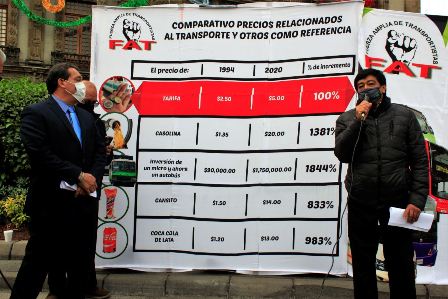 FUERZA AMPLIA DE TRANSPORTISTAS
FAT
COMPARATIVO PRECIOS RELACIONADOS
AL TRANSPORTE Y OTROS COMO REFERENCIA
El precio de: 1994 2020 % de incremento
TARIFA $2.50 $5.00 100%
GASOLINA $1.35 $20.00 1381%
Inversión de
un micro y ahora
un autobús
$90,000.00 $1,750,000.00 1844%
GANSITO $1.50 $14.00 833%
COCA COLA
DE LATA
$1.20 $13.00 983%
FUERZA AMPLIA DE TRANSPORTISTAS
FAT